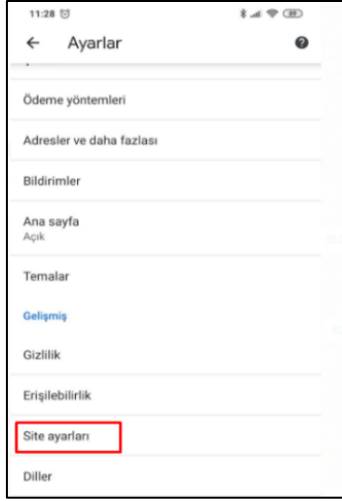 11:28
Ayarlar
Ödeme yöntemleri
Adresler ve daha fazlası
Bildirimler
Ana sayfa
Açık
Temalar
Gelişmiş
Gizlilik
Erişilebilirlik
Site ayarları
Diller